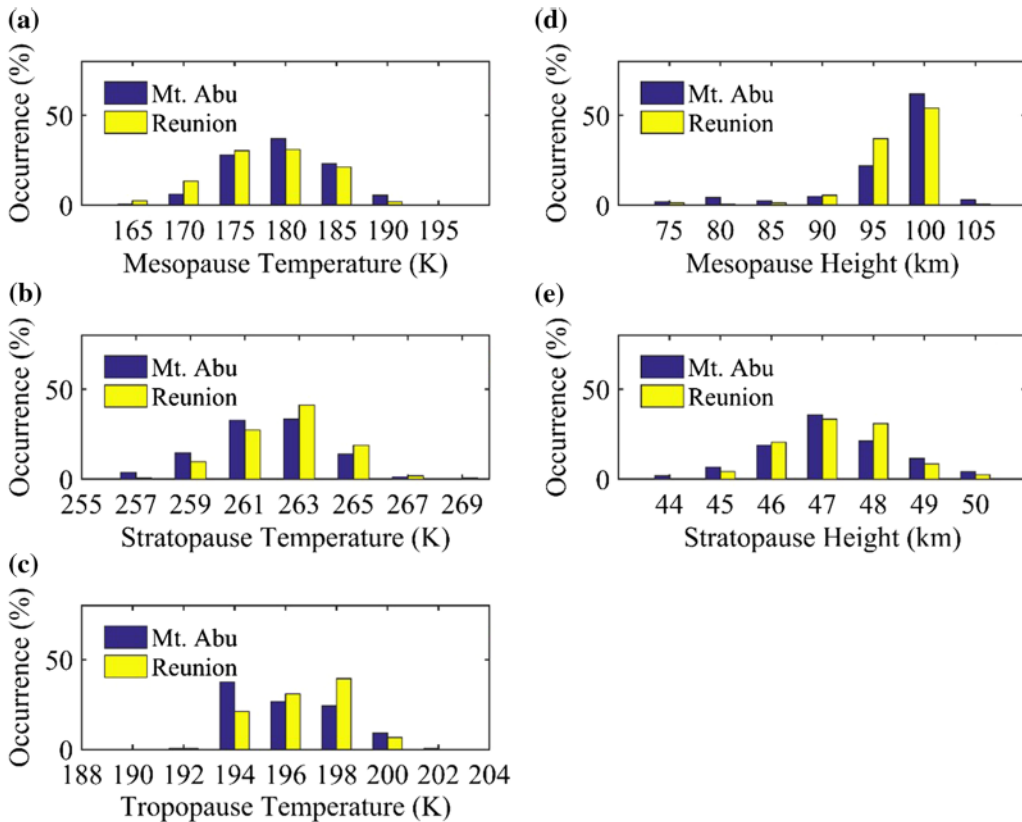 (a)
Occurrence (%)
50
0
Mt. Abu
Reunion
165 170 175 180 185 190 195
Mesopause Temperature (K)
(b)
Occurrence (%)
50
0
Mt. Abu
Reunion
255 257 259 261 263 265 267 269
Stratopause Temperature (K)
(c)
Occurrence (%)
50
0
Mt. Abu
Reunion
188 190 192 194 196 198 200 202 204
Tropopause Temperature (K)
(d)
Occurrence (%)
50
0
Mt. Abu
Reunion
75 80 85 90 95 100 105
Mesopause Height (km)
(e)
Occurrence (%)
50
0
Mt. Abu
Reunion
44 45 46 47 48 49 50
Stratopause Height (km)